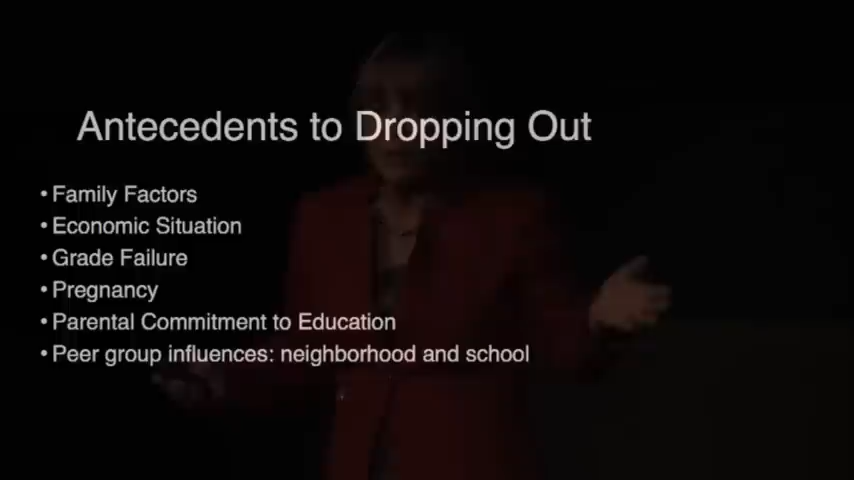 Antecedents to Dropping Out
• Family Factors
• Economic Situation
• Grade Failure
• Pregnancy
• Parental Commitment to Education
• Peer group influences: neighborhood and school